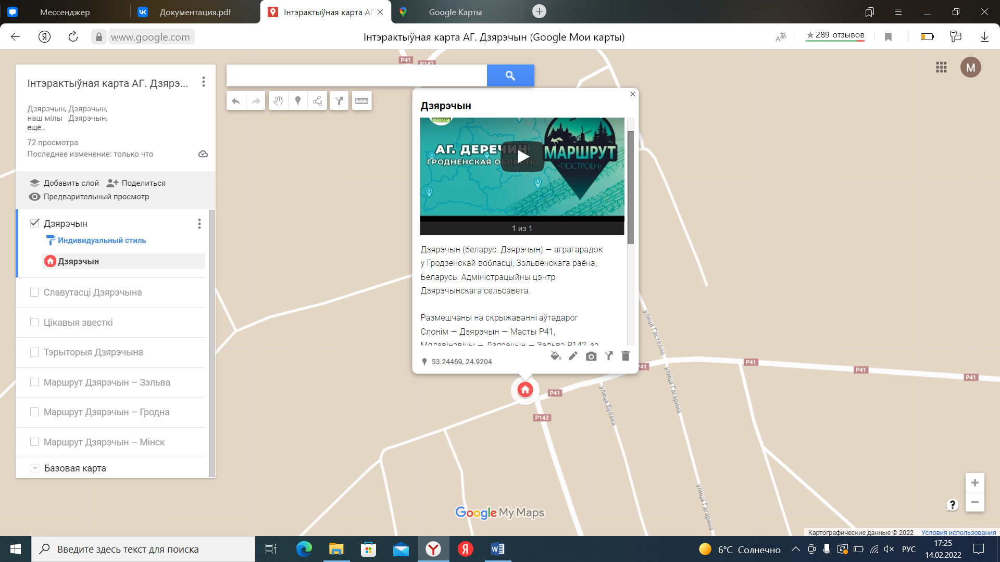 Мессенджер
Документация.pdf
Інтэрактыўная карта АГ
Google Карты
www.google.com
Інтэрактыўная карта АГ. Дзярэчын (Google Мои карты)
289 отзывов
Інтэрактыўная карта АГ. Дзярэ...
Дзярэчын, Дзярэчын,
наш мілы Дзярэчын,
ещё...
72 просмотра
Последнее изменение: только что
Добавить слой
Поделиться
Предварительный просмотр
Дзярэчын
Индивидуальный стиль
Дзярэчын
Славутасці Дзярэчына
Цікавыя звесткі
Тэрыторыя Дзярэчына
Маршрут Дзярэчын – Зэльва
Маршрут Дзярэчын – Гродна
Маршрут Дзярэчын – Мінск
Базовая карта
P41
P142
M
Дзярэчын
БЕЛАРУСЬ
АГ. ДЕРЕЧИН
ГРОДНЕНСКАЯ ОБЛАСТЬ
МАРШРУТ
ПОСТРОЕН
1 из 1
Дзярэчын (беларус. Дзярэчын) — аграгарадок
у Гродзенскай вобласці, Зэльвенскага раёна,
Беларусь. Адміністрацыйны цэнтр
Дзярэчынскага сельсавета.
Размешчаны на скрыжаванні аўтадарог
Слонім — Дзярэчын — Масты Р41,
Мядзвінавічы — Дзярэчын — Зэльва Р142, за
53.24469, 24.9204
улица Гастелло
P41
P41
P41
P41
P41
P142
улица Булака
улица Гагарина
улица Гагарина
Google My Maps
Картографические данные © 2022
Условия использования
Введите здесь текст для поиска
6°C Солнечно
РУС
17:25
14.02.2022